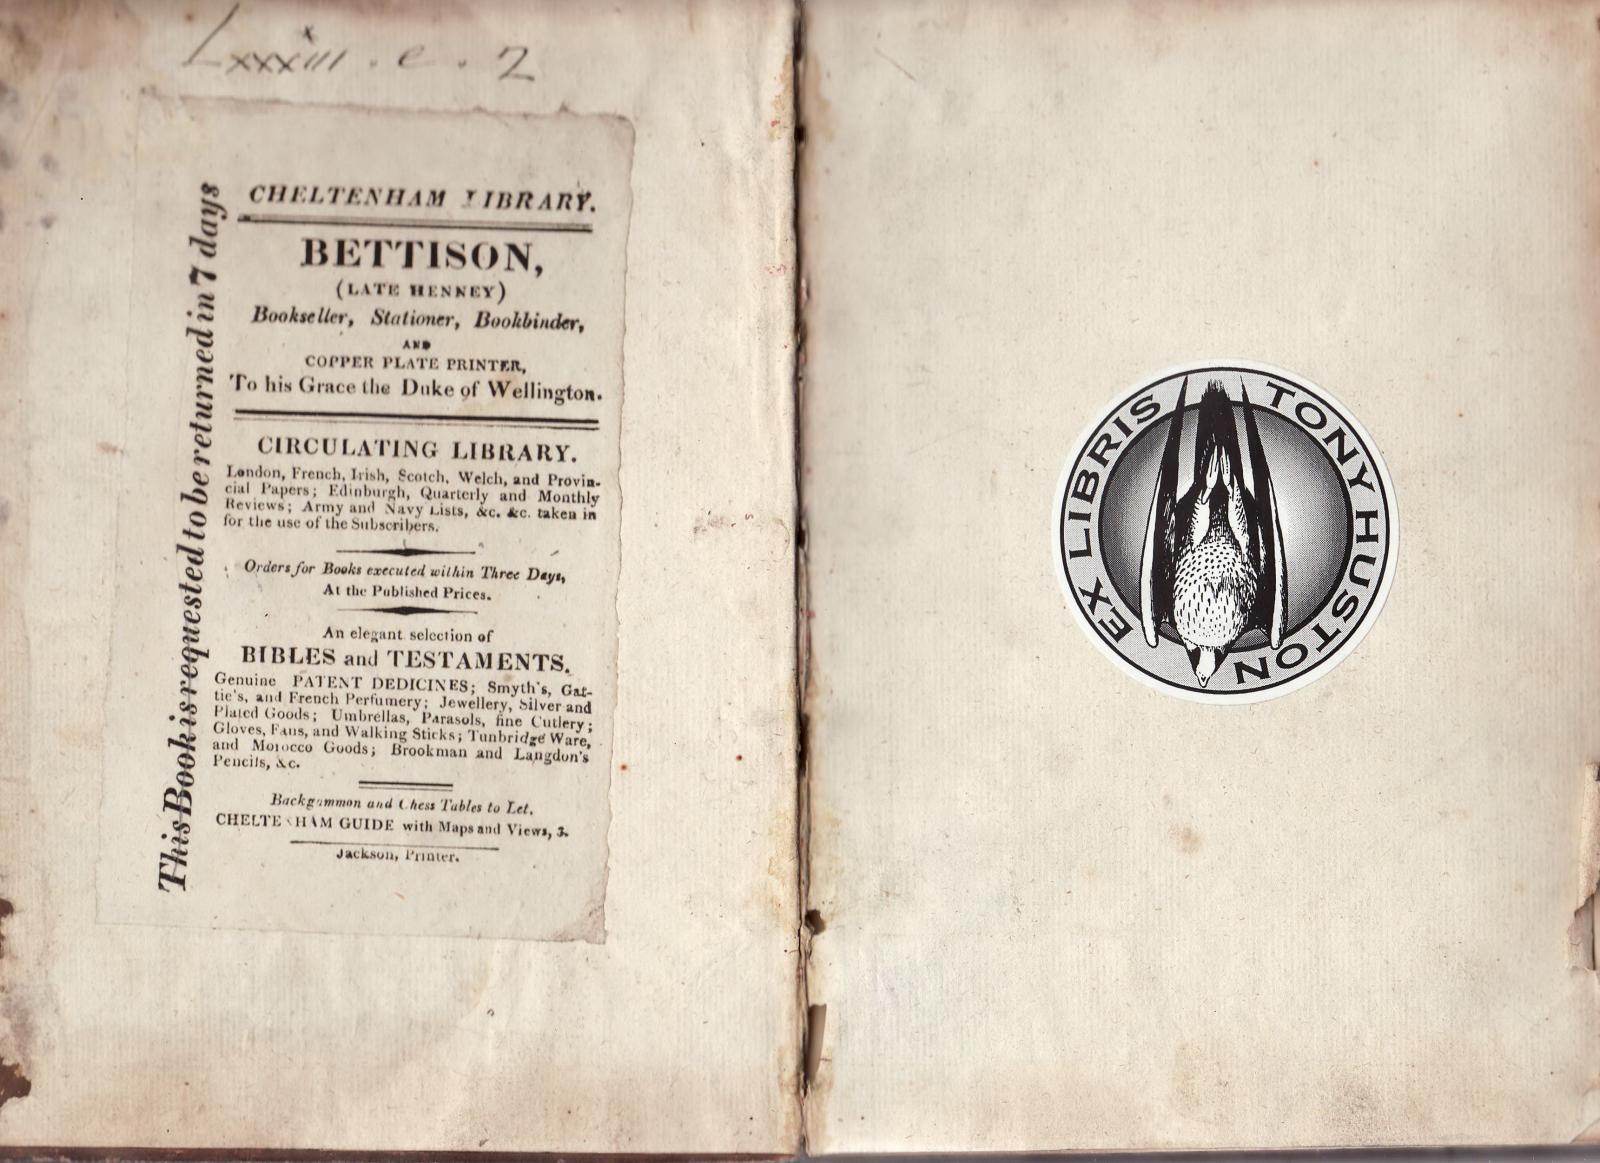 Lxxxiii . e . 2
CHELTENHAM LIBRARY.
BETTISON,
(LATE HENNEY)
Bookseller, Stationer, Bookbinder,
AND
COPPER PLATE PRINTER,
To his Grace the Duke of Wellington.
CIRCULATING LIBRARY.
London, French, Irish, Scotch, Welch, and Provin-
cial Papers; Edinburgh, Quarterly and Monthly
Reviews; Army and Navy Lists, &c. &c. taken in
for the use of the Subscribers.
Orders for Books executed within Three Days,
At the Published Prices.
An elegant selection of
BIBLES and TESTAMENTS.
Genuine PATENT DEDICINES; Smyth's, Gat-
tie's, and French Perfumery; Jewellery, Silver and
Plated Goods; Umbrellas, Parasols, fine Cutlery;
Gloves, Fans, and Walking Sticks; Tunbridge Ware,
and Morocco Goods; Brookman and Langdon's
Pencils, &c.
Backgammon and Chess Tables to Let.
CHELTENHAM GUIDE with Maps and Views, 3.
Jackson, Printer.
This Book is requested to be returned in 7 days
EX LIBRIS TONY HUSTON